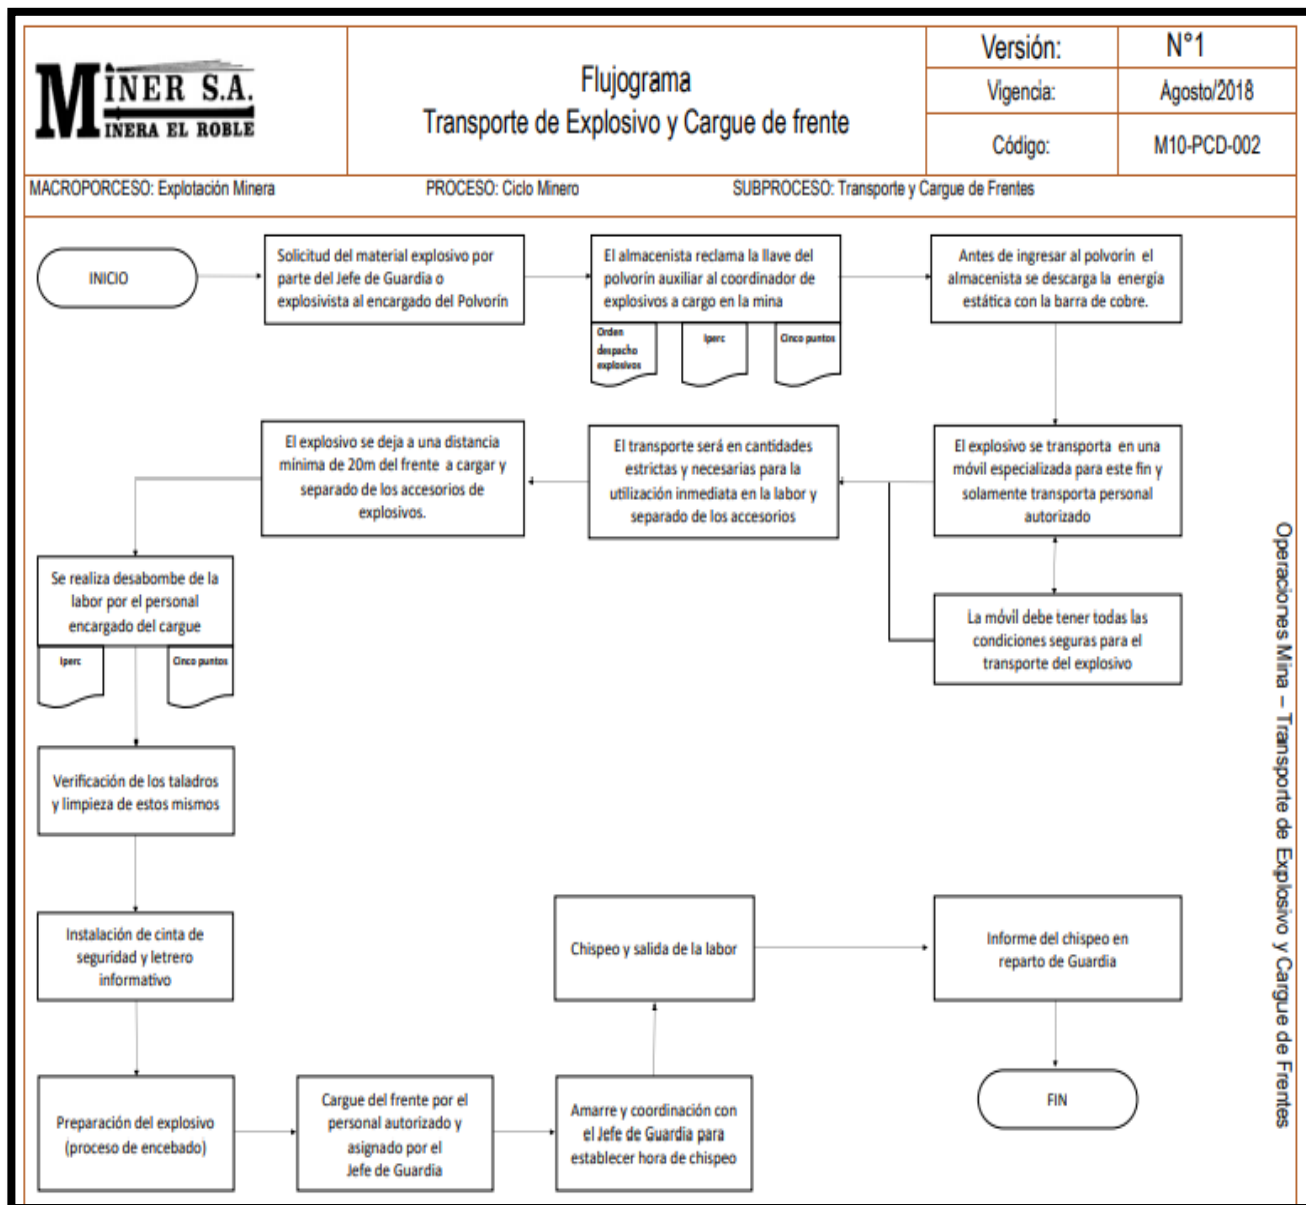 MINER S.A.
MINERA EL ROBLE
Flujograma
Transporte de Explosivo y Cargue de frente
Versión: N°1
Vigencia: Agosto/2018
Código: M10-PCD-002
MACROPORCESO: Explotación Minera PROCESO: Ciclo Minero SUBPROCESO: Transporte y Cargue de Frentes
INICIO
Solicitud del material explosivo por
parte del Jefe de Guardia o
explosivista al encargado del Polvorín
El almacenista reclama la llave del
polvorín auxiliar al coordinador de
explosivos a cargo en la mina
Orden
despacho
explosivos
Iperc
Cinco puntos
Antes de ingresar al polvorín el
almacenista se descarga la energía
estática con la barra de cobre.
El explosivo se transporta en una
móvil especializada para este fin y
solamente transporta personal
autorizado
La móvil debe tener todas las
condiciones seguras para el
transporte del explosivo
El transporte será en cantidades
estrictas y necesarias para la
utilización inmediata en la labor y
separado de los accesorios
El explosivo se deja a una distancia
mínima de 20m del frente a cargar y
separado de los accesorios de
explosivos.
Se realiza desabombe de la
labor por el personal
encargado del cargue
Iperc
Cinco puntos
Verificación de los taladros
y limpieza de estos mismos
Instalación de cinta de
seguridad y letrero
informativo
Preparación del explosivo
(proceso de encebado)
Cargue del frente por el
personal autorizado y
asignado por el
Jefe de Guardia
Amarre y coordinación con
el Jefe de Guardia para
establecer hora de chispeo
Chispeo y salida de la labor
Informe del chispeo en
reparto de Guardia
FIN
Operaciones Mina – Transporte de Explosivo y Cargue de Frentes